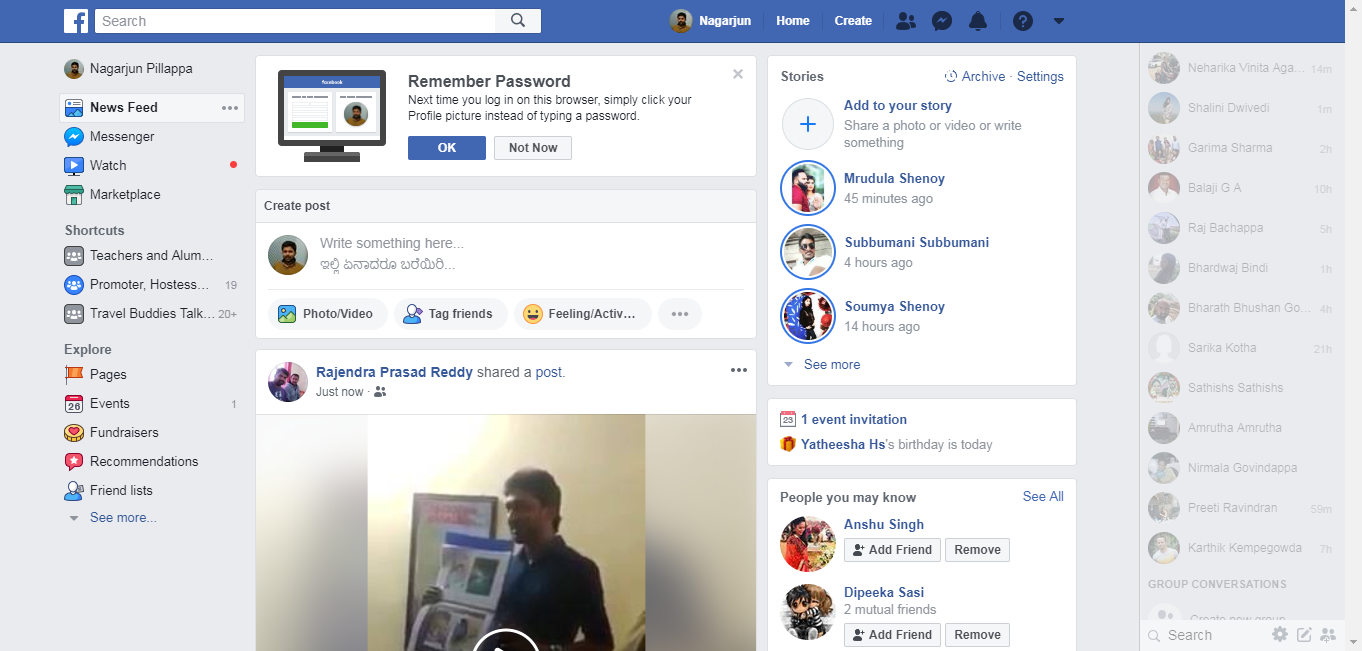 Search
Nagarjun
Home
Create
Nagarjun Pillappa
News Feed
Messenger
Watch
Marketplace
Shortcuts
Teachers and Alum...
Promoter, Hostess... 19
Travel Buddies Talk... 20+
Explore
Pages
Events 1
Fundraisers
Recommendations
Friend lists
See more...
facebook
Remember Password
Next time you log in on this browser, simply click your
Profile picture instead of typing a password.
OK
Not Now
Create post
Write something here...
ಇಲ್ಲಿ ಏನಾದರೂ ಬರೆಯಿರಿ...
Photo/Video
Tag friends
Feeling/Activ...
Rajendra Prasad Reddy shared a post.
Just now ·
Stories
Archive · Settings
Add to your story
Share a photo or video or write
something
Mrudula Shenoy
45 minutes ago
Subbumani Subbumani
4 hours ago
Soumya Shenoy
14 hours ago
See more
23
1 event invitation
Yatheesha Hs's birthday is today
People you may know
See All
Anshu Singh
Add Friend
Remove
Dipeeka Sasi
2 mutual friends
Add Friend
Remove
Neharika Vinita Aga... 14m
Shalini Dwivedi 1m
Garima Sharma 2h
Balaji G A 10h
Raj Bachappa 5h
Bhardwaj Bindi 1h
Bharath Bhushan Go... 4h
Sarika Kotha 21h
Sathishs Sathishs
Amrutha Amrutha
Nirmala Govindappa
Preeti Ravindran 59m
Karthik Kempegowda 7h
GROUP CONVERSATIONS
Create new group
Search